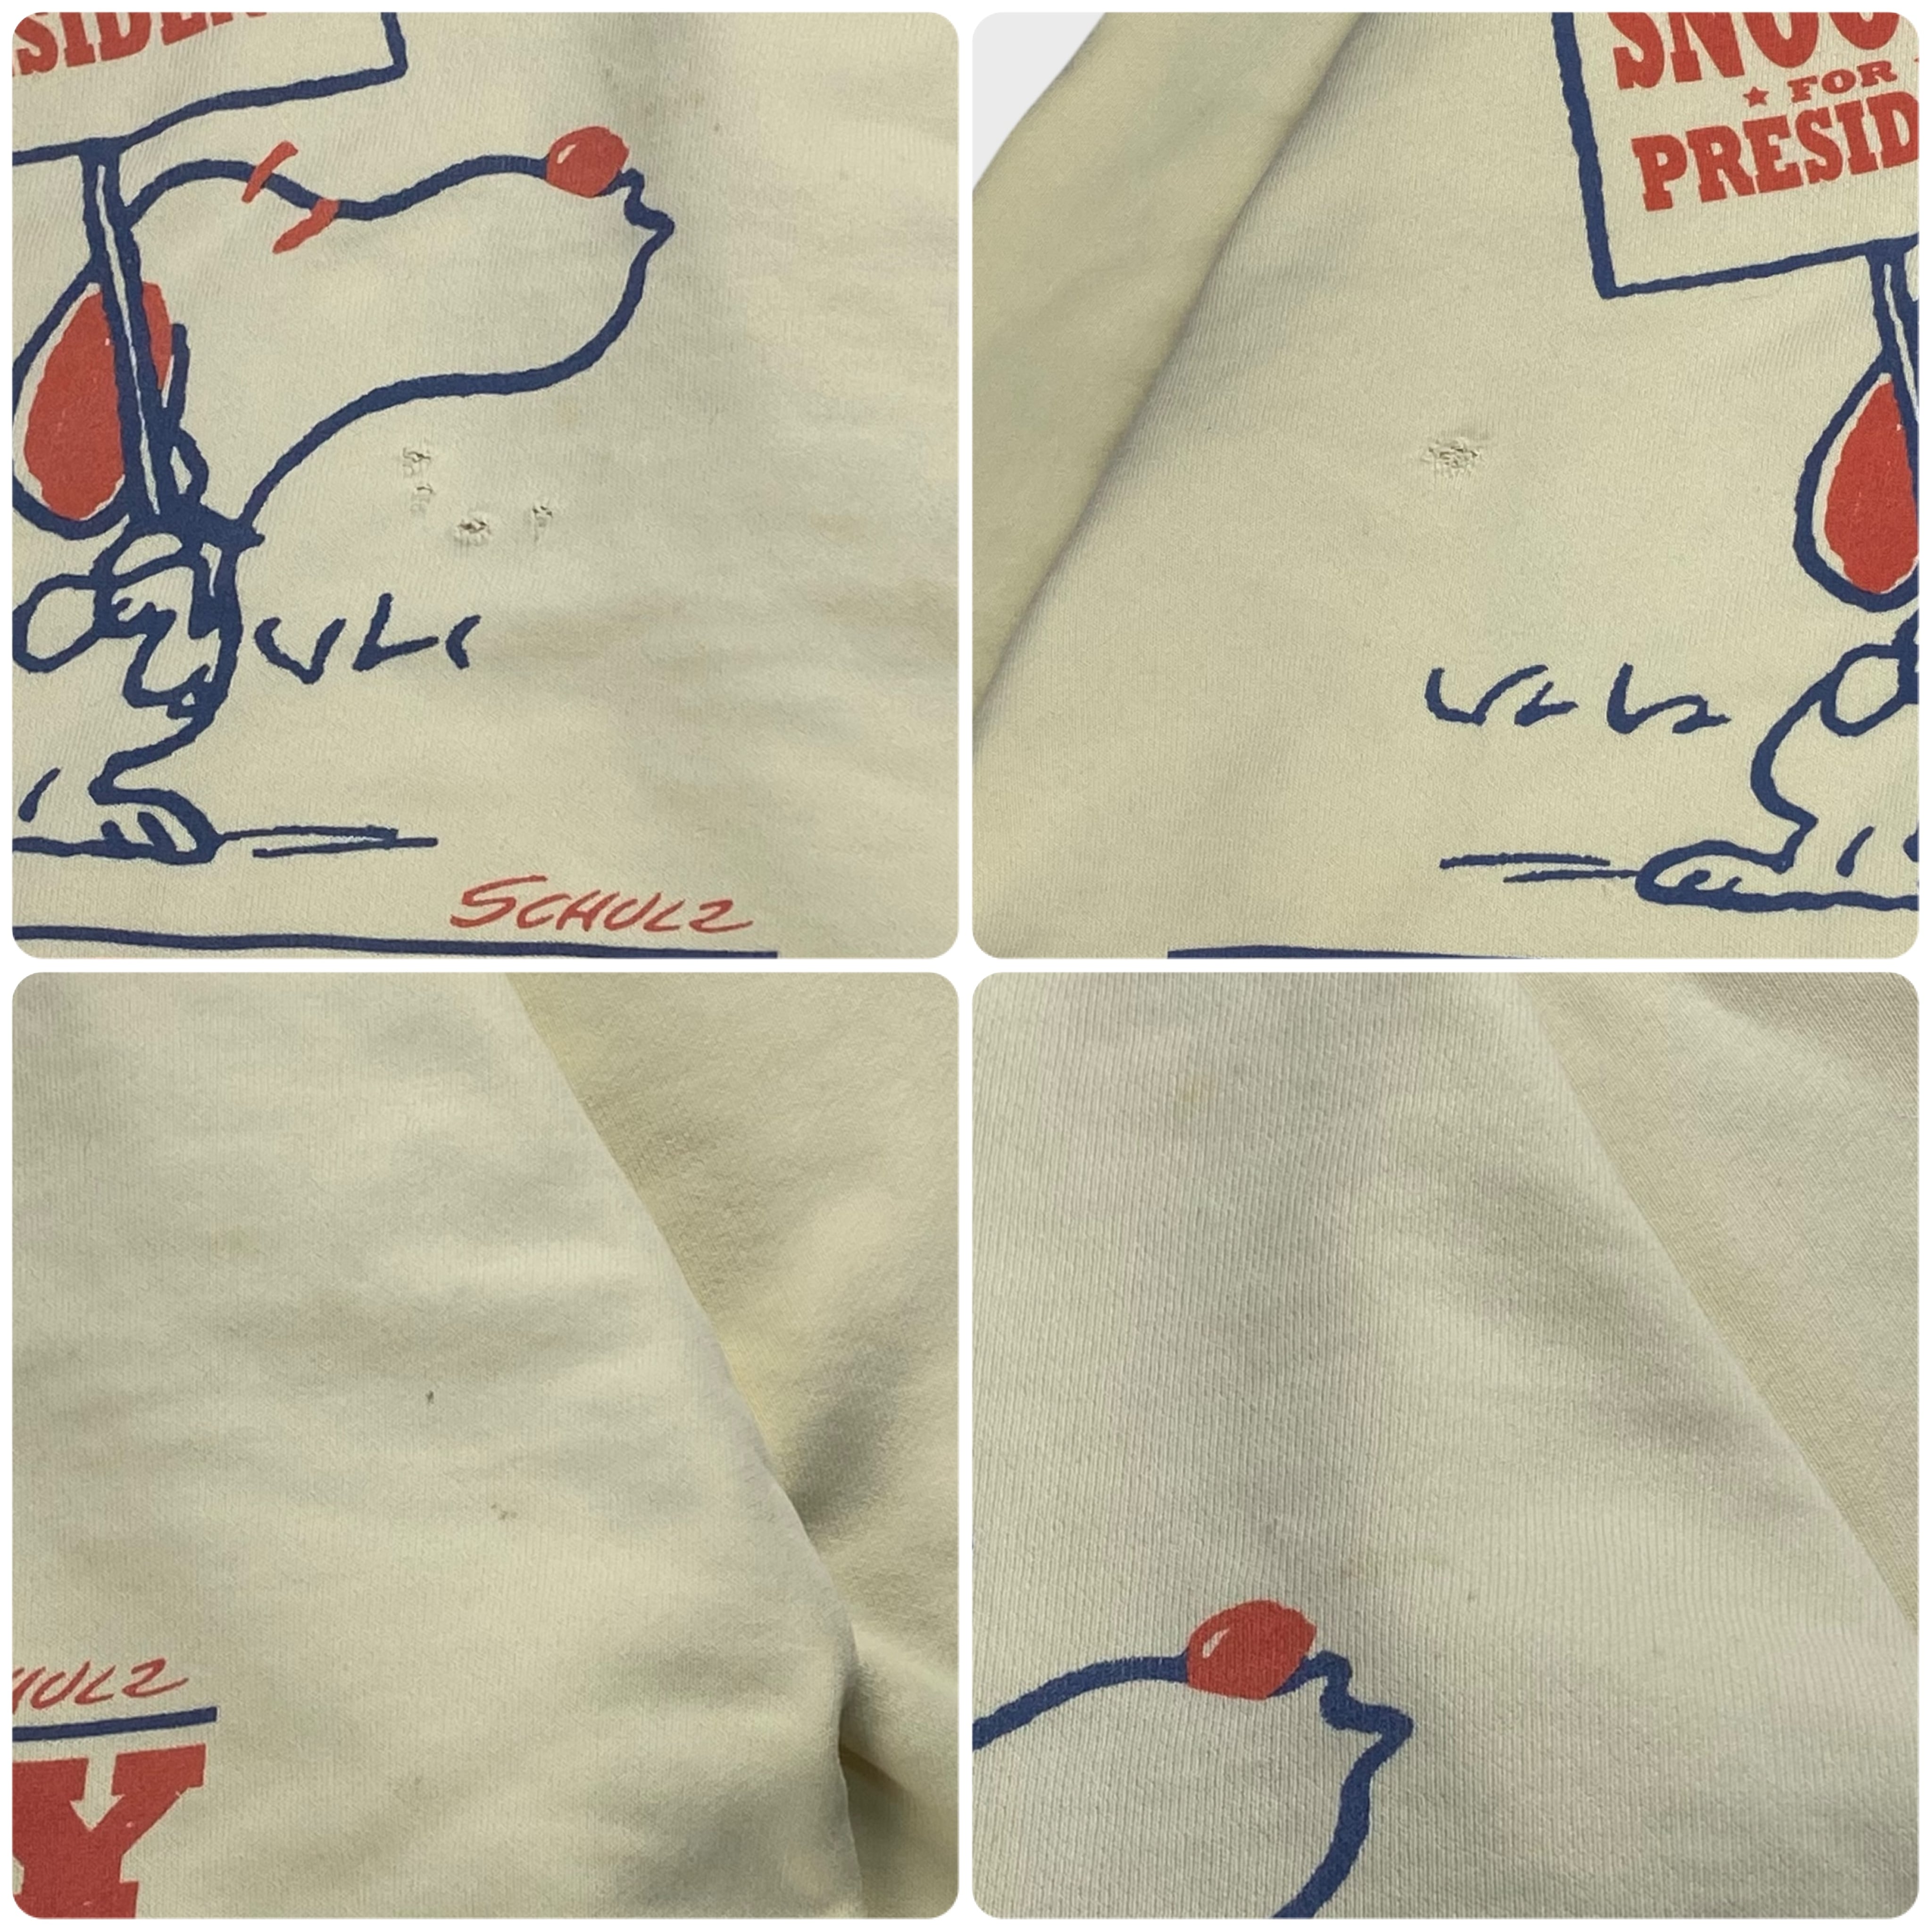 SIDEN
SCHULZ
SNOO
★ FOR
PRESID
HULZ
Y